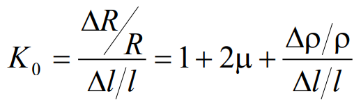 K₀ = (ΔR/R)/(Δl/l) = 1 + 2μ + (Δρ/ρ)/(Δl/l)